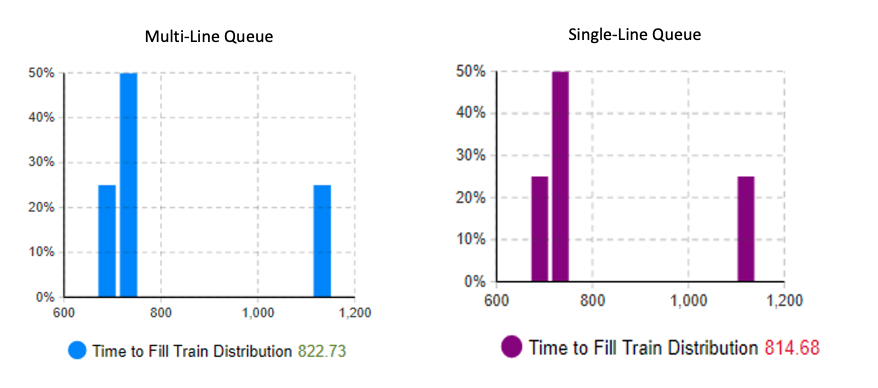 Multi-Line Queue
50%
40%
30%
20%
10%
0%
600 800 1,000 1,200
Time to Fill Train Distribution 822.73
Single-Line Queue
50%
40%
30%
20%
10%
0%
600 800 1,000 1,200
Time to Fill Train Distribution 814.68